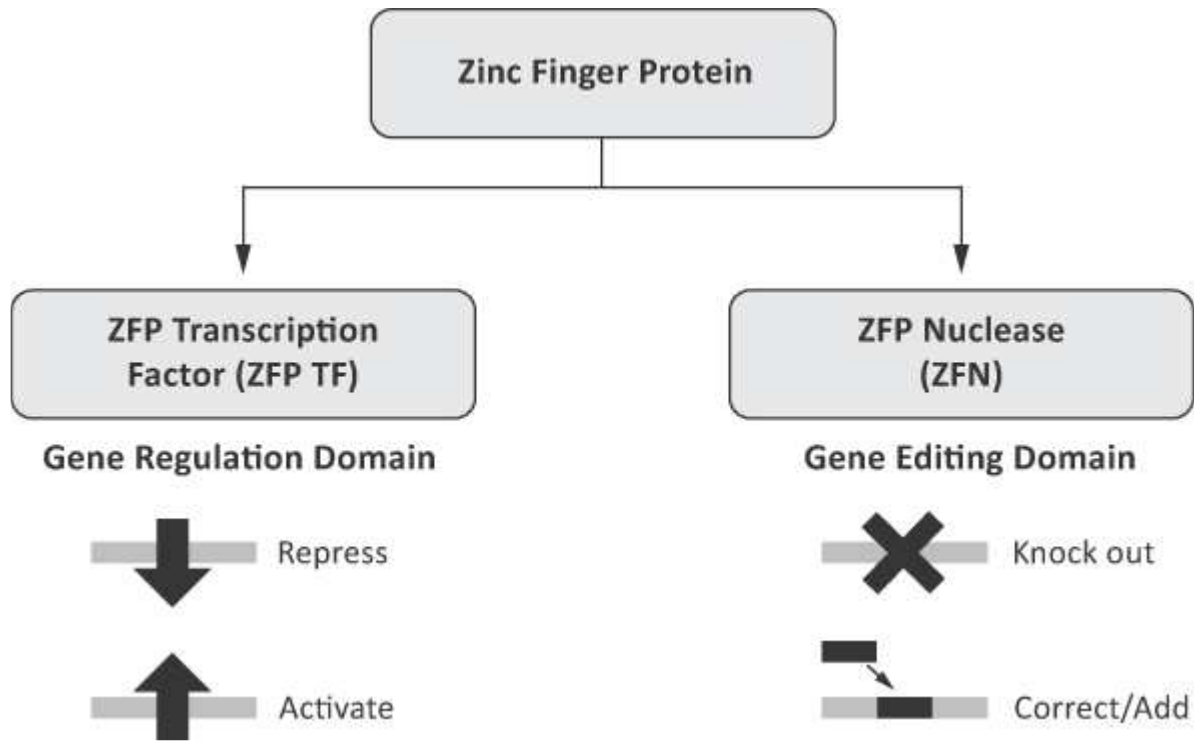 Zinc Finger Protein
ZFP Transcription
Factor (ZFP TF)
ZFP Nuclease
(ZFN)
Gene Regulation Domain
Gene Editing Domain
Repress
Knock out
Activate
Correct/Add